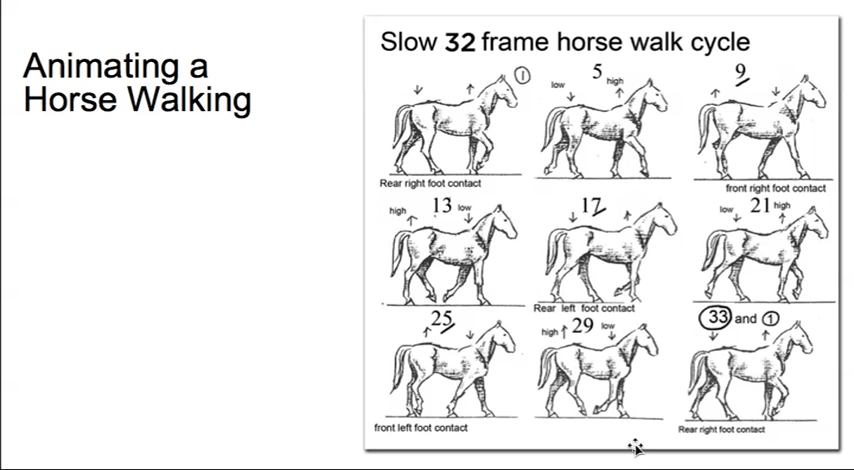 Animating a
Horse Walking
Slow 32 frame horse walk cycle
1
low 5 high
9
Rear right foot contact
front right foot contact
high 13 low
17
low 21 high
Rear left foot contact
25
high 29 low
33 and 1
front left foot contact
Rear right foot contact